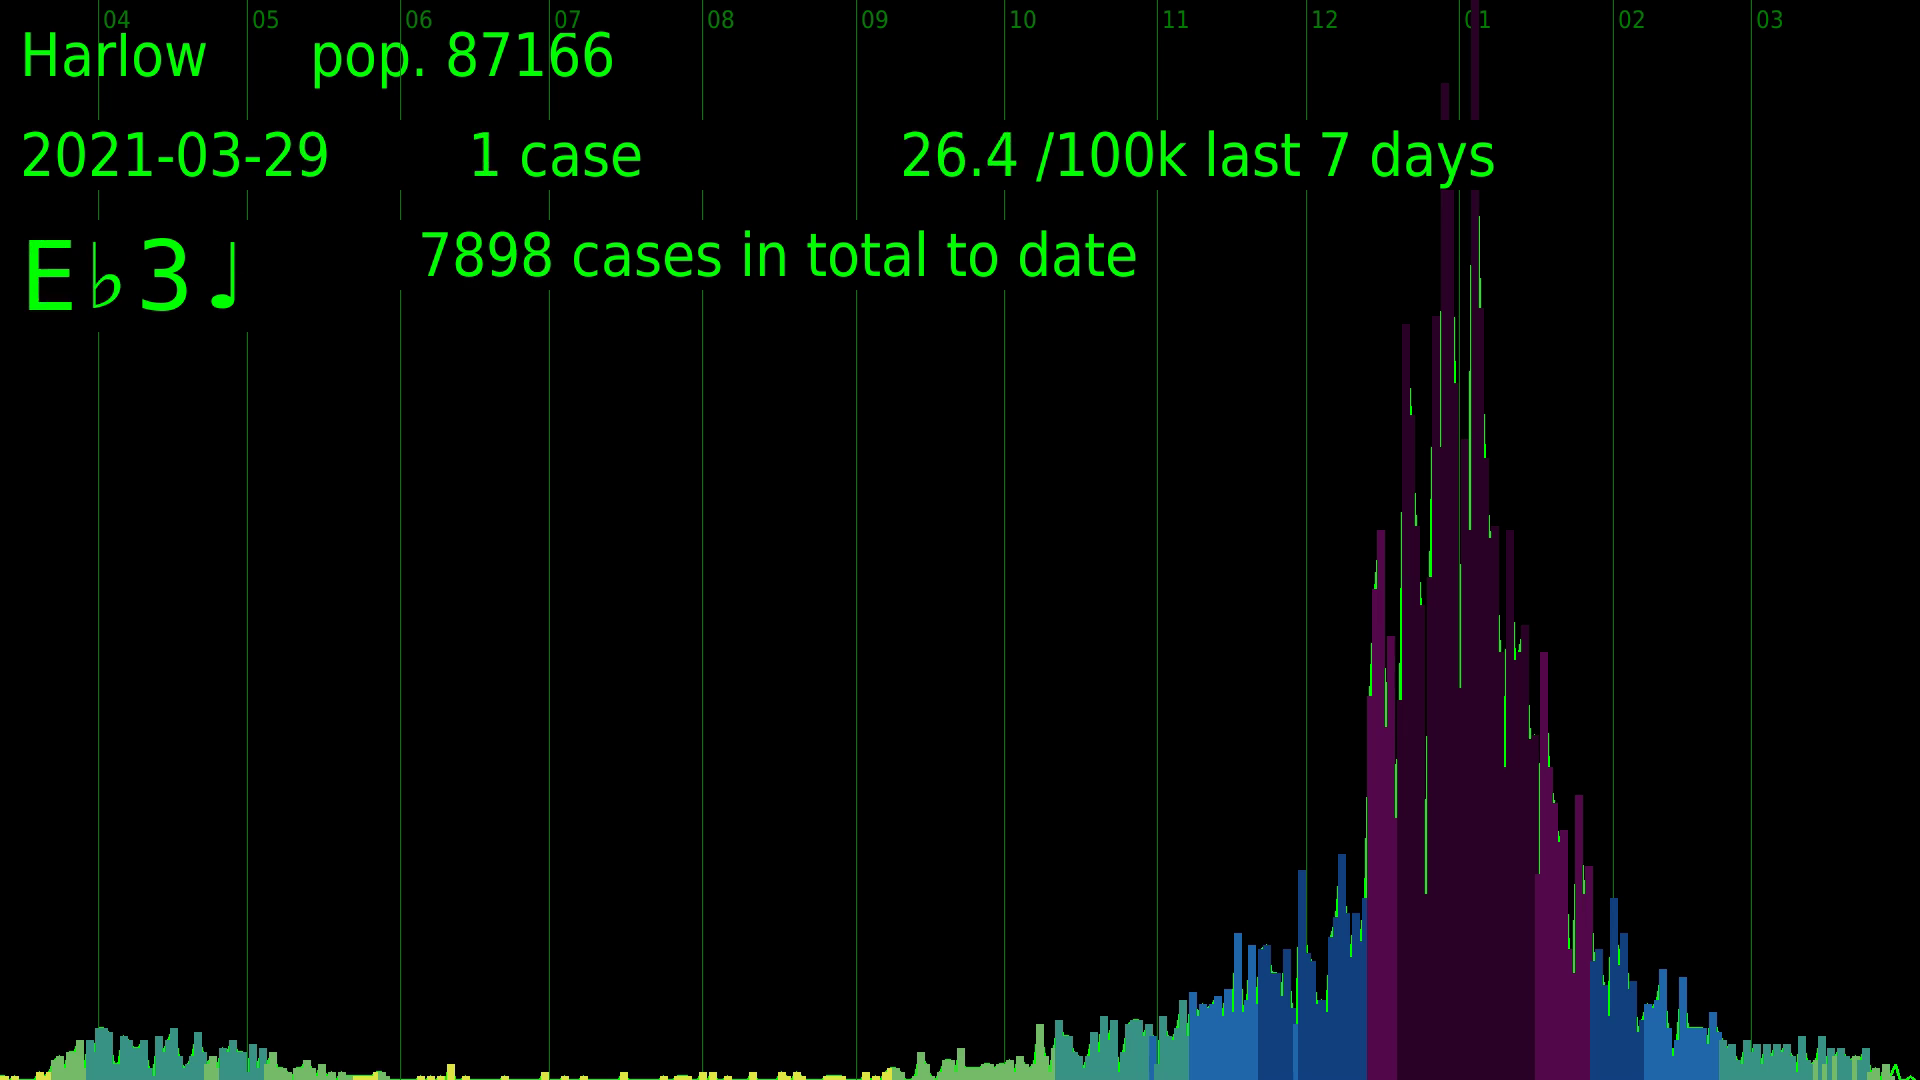 04 05 06 07 08 09 10 11 12 01 02 03
Harlow pop. 87166
2021-03-29 1 case 26.4 /100k last 7 days
E♭3♩ 7898 cases in total to date